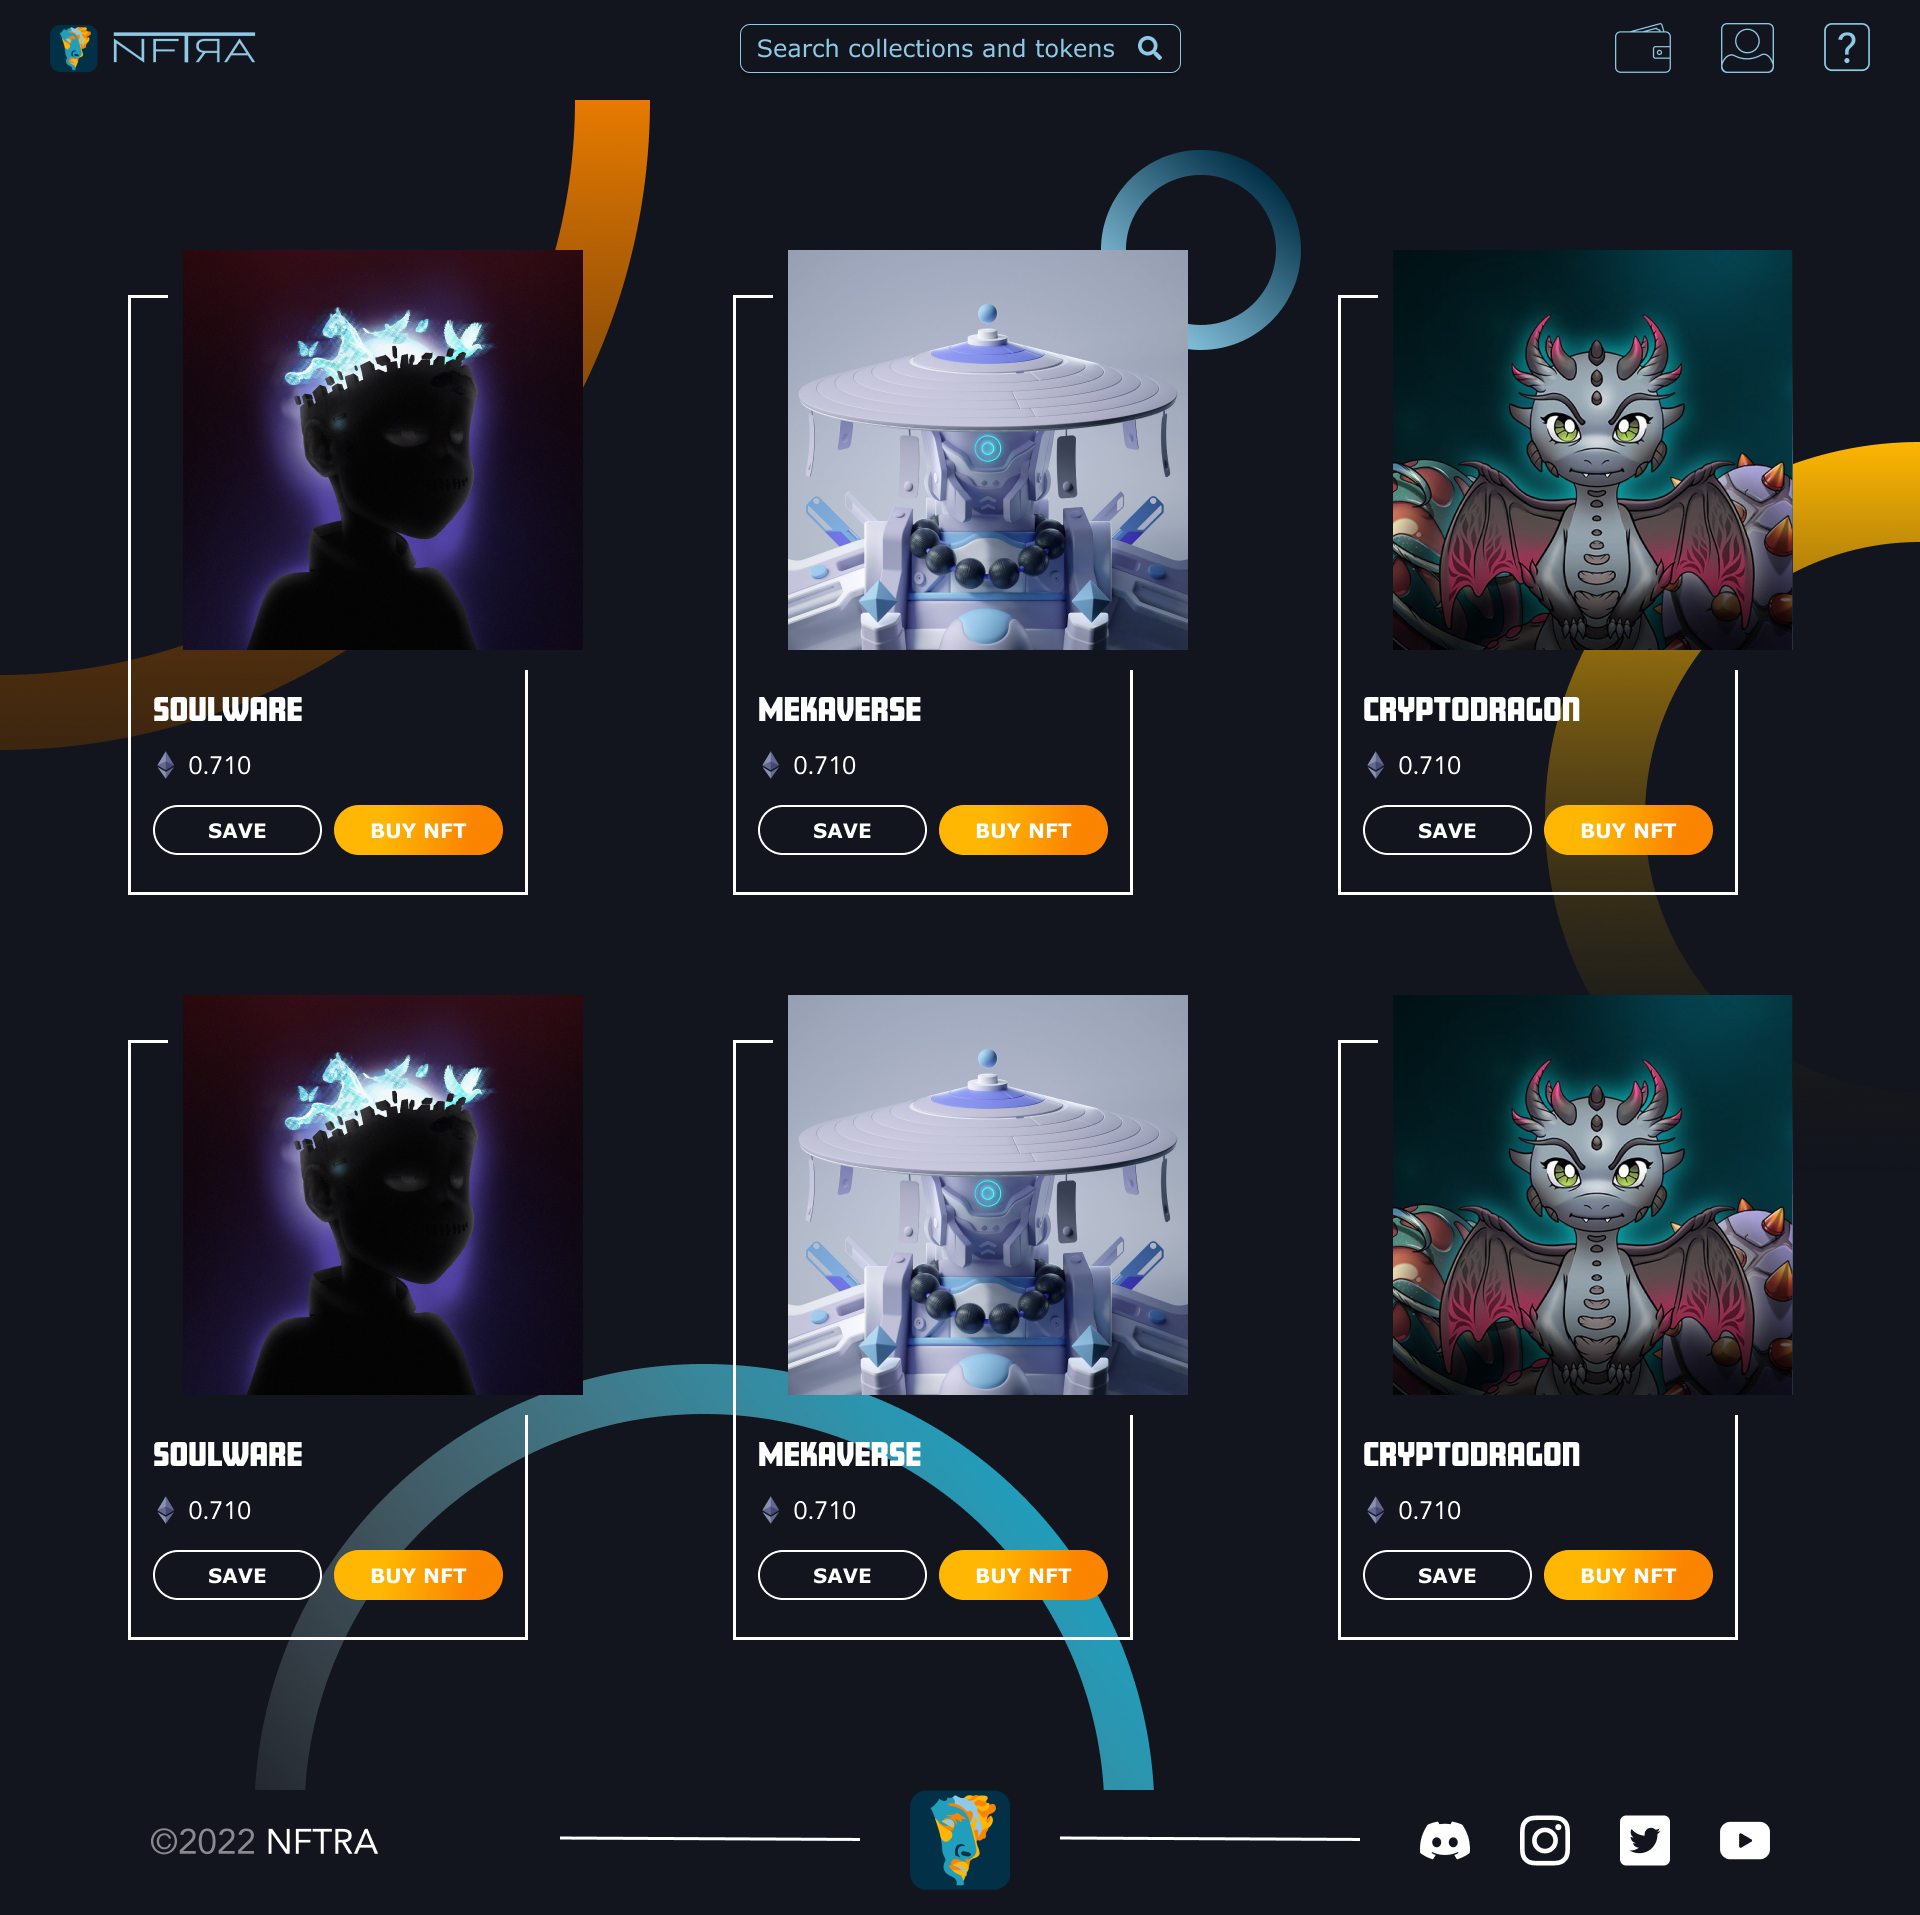 NFTRA
Search collections and tokens
?
SOULWARE
0.710
SAVE
BUY NFT
MEKAVERSE
0.710
SAVE
BUY NFT
CRYPTODRAGON
0.710
SAVE
BUY NFT
SOULWARE
0.710
SAVE
BUY NFT
MEKAVERSE
0.710
SAVE
BUY NFT
CRYPTODRAGON
0.710
SAVE
BUY NFT
©2022 NFTRA